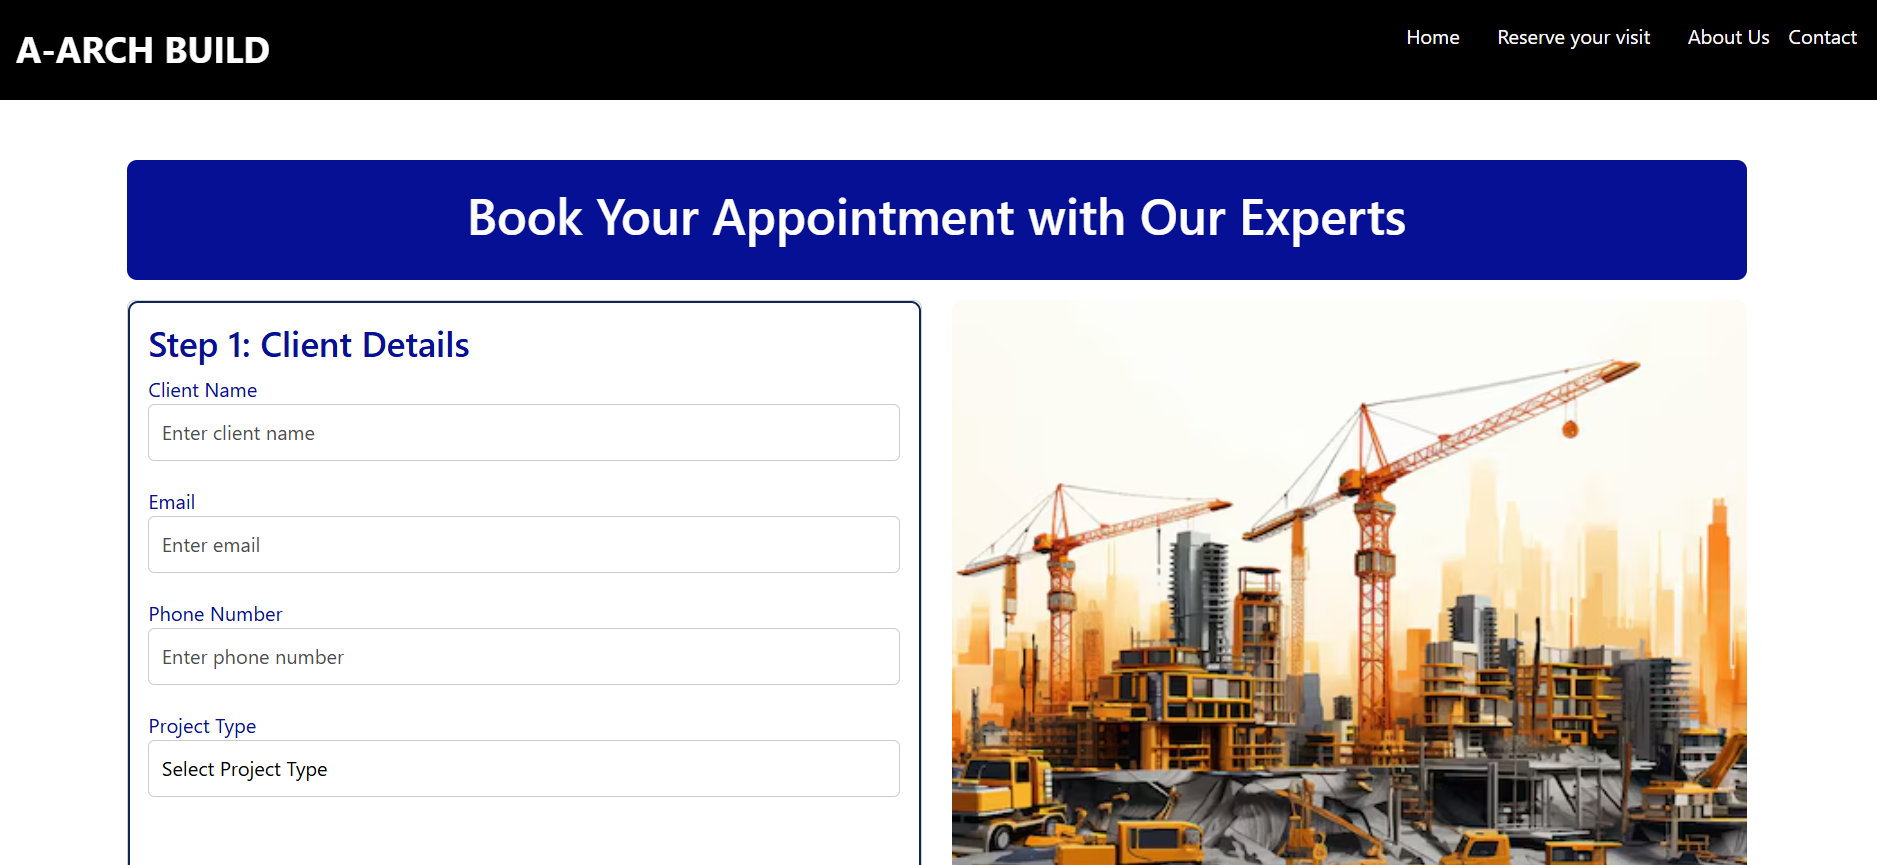 A-ARCH BUILD
Home Reserve your visit About Us Contact
Book Your Appointment with Our Experts
Step 1: Client Details
Client Name
Enter client name
Email
Enter email
Phone Number
Enter phone number
Project Type
Select Project Type